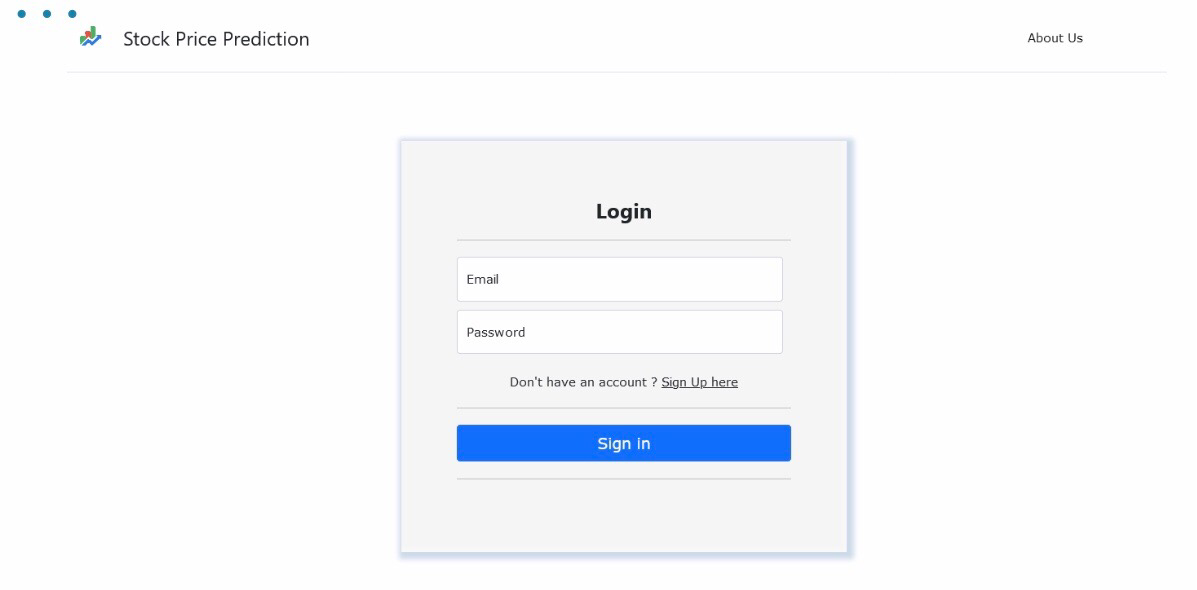 Stock Price Prediction
About Us
Login
Email
Password
Don't have an account ? Sign Up here
Sign in